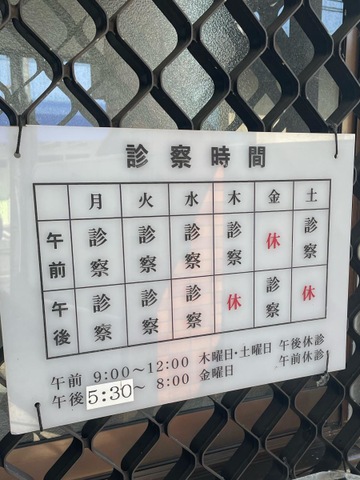 診察時間
月 火 水 木 金 土
午前 診察 診察 診察 診察 休 診察
午後 診察 診察 診察 休 診察 休
午前 9:00~12:00 木曜日・土曜日 午後休診
午後 5:30~ 8:00 金曜日 午前休診